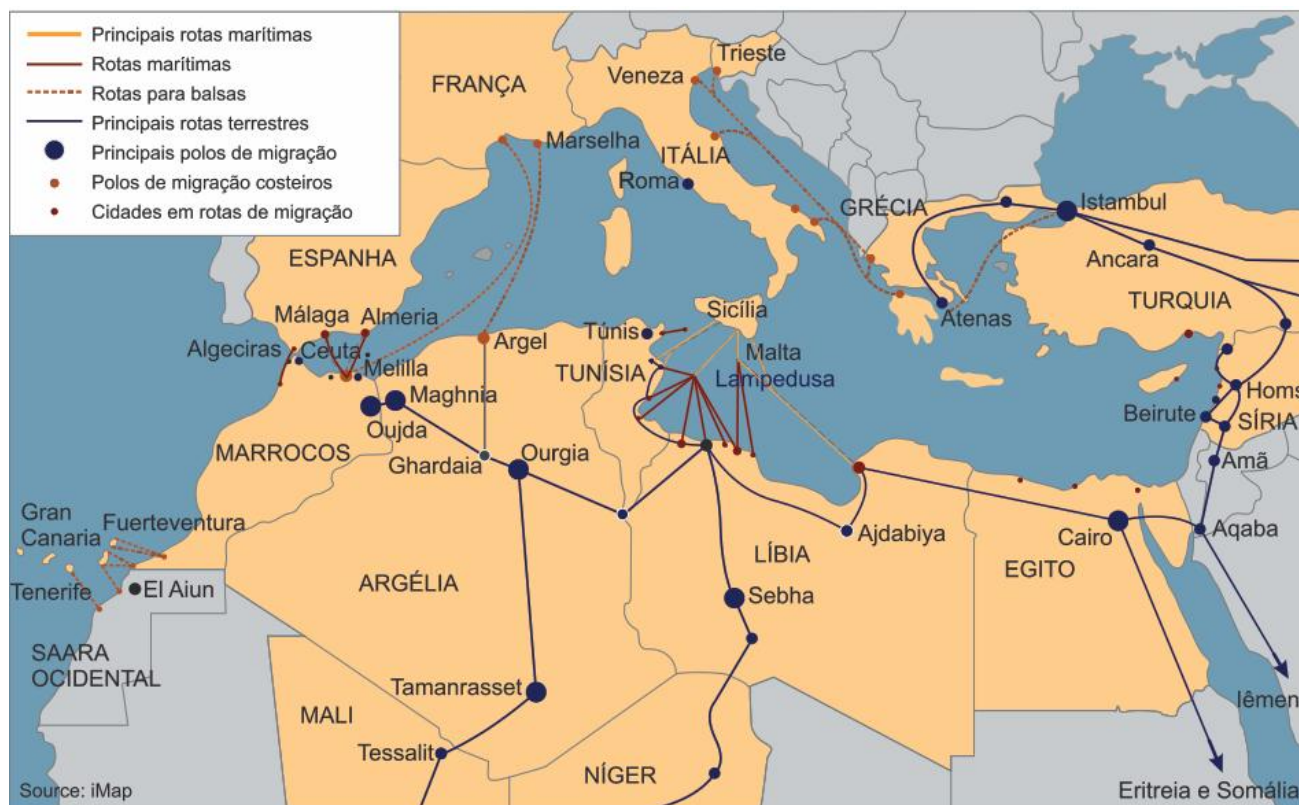 Principais rotas marítimas
Rotas marítimas
Rotas para balsas
Principais rotas terrestres
Principais polos de migração
Polos de migração costeiros
Cidades em rotas de migração
Trieste
Veneza
FRANÇA
Marselha
ITÁLIA
Roma
GRÉCIA
Istambul
Ancara
ESPANHA
TURQUIA
Atenas
Málaga
Almeria
Sicília
Túnis
Argel
Algeciras
Ceuta
Melilla
Malta
Lampedusa
TUNÍSIA
Maghnia
Homs
Beirute
SÍRIA
Oujda
MARROCOS
Ourgia
Ghardaia
Amã
Gran
Canaria
Fuerteventura
Ajdabiya
Cairo
Aqaba
LÍBIA
EGITO
ARGÉLIA
Tenerife
El Aiun
Sebha
SAARA
OCIDENTAL
Tamanrasset
Iêmen
MALI
Tessalit
NÍGER
Source: iMap
Eritreia e Somália